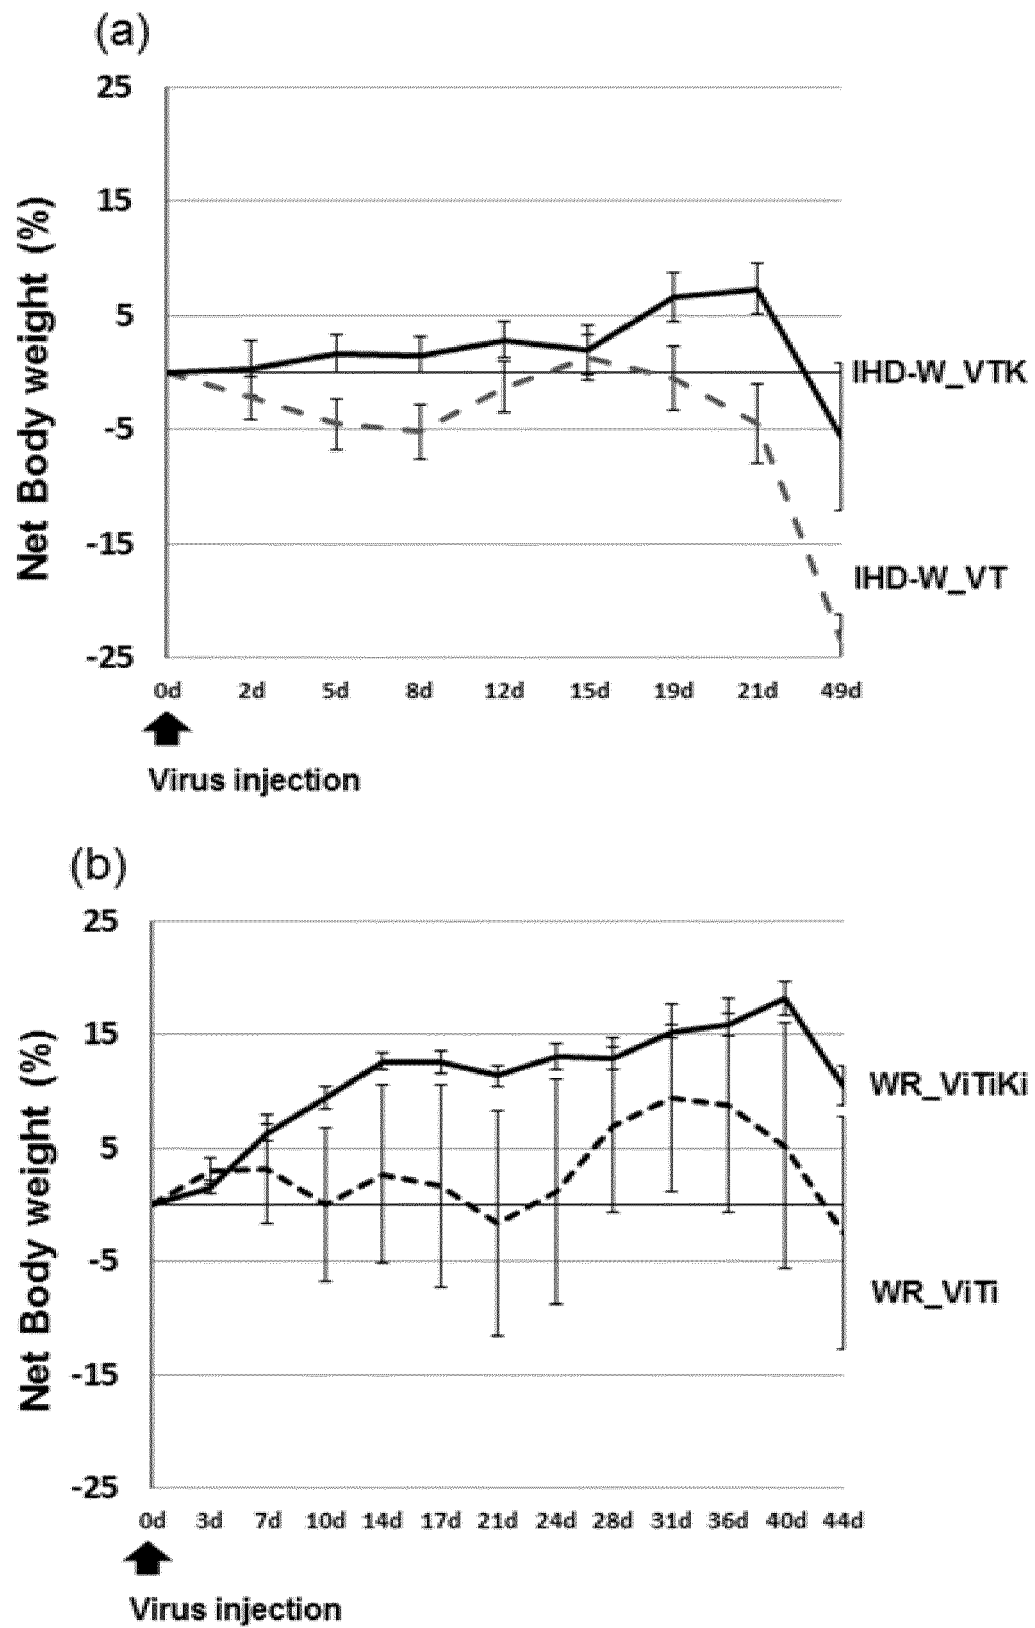 (a)
25
15
5
-5
-15
-25
Net Body weight (%)
IHD-W_VTK
IHD-W_VT
0d 2d 5d 8d 12d 15d 19d 21d 49d
Virus injection
(b)
25
15
5
-5
-15
-25
Net Body weight (%)
WR_ViTiKi
WR_ViTi
0d 3d 7d 10d 14d 17d 21d 24d 28d 31d 36d 40d 44d
Virus injection